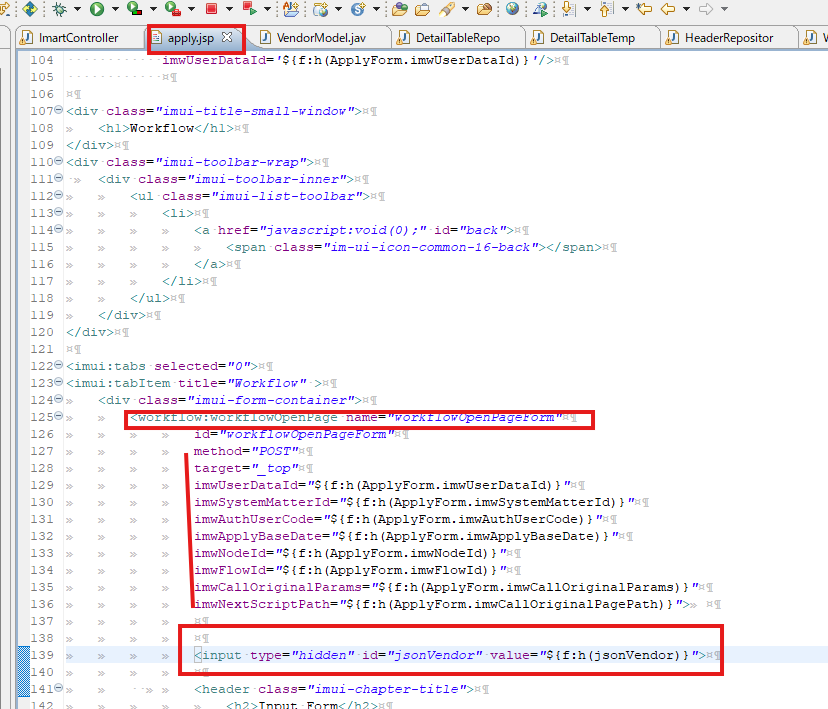 ImartController
apply.jsp
VendorModel.jav
DetailTableRepo
DetailTableTemp
HeaderRepositor
104 imwUserDataId='${f:h(ApplyForm.imwUserDataId)}'/>
105
106
107 <div class="imui-title-small-window">
108 <h1>Workflow</h1>
109 </div>
110 <div class="imui-toolbar-wrap">
111 <div class="imui-toolbar-inner">
112 <ul class="imui-list-toolbar">
113 <li>
114 <a href="javascript:void(0);" id="back">
115 <span class="im-ui-icon-common-16-back"></span>
116 </a>
117 </li>
118 </ul>
119 </div>
120 </div>
121
122 <imui:tabs selected="0">
123 <imui:tabItem title="Workflow" >
124 <div class="imui-form-container">
125 <workflow:workflowOpenPage name="workflowOpenPageForm"
126 id="workflowOpenPageForm"
127 method="POST"
128 target="_top"
129 imwUserDataId="${f:h(ApplyForm.imwUserDataId)}"
130 imwSystemMatterId="${f:h(ApplyForm.imwSystemMatterId)}"
131 imwAuthUserCode="${f:h(ApplyForm.imwAuthUserCode)}"
132 imwApplyBaseDate="${f:h(ApplyForm.imwApplyBaseDate)}"
133 imwNodeId="${f:h(ApplyForm.imwNodeId)}"
134 imwFlowId="${f:h(ApplyForm.imwFlowId)}"
135 imwCallOriginalParams="${f:h(ApplyForm.imwCallOriginalParams)}"
136 imwNextScriptPath="${f:h(ApplyForm.imwCallOriginalPagePath)}">
137
138
139 <input type="hidden" id="jsonVendor" value="${f:h(jsonVendor)}">
140
141 <header class="imui-chapter-title">
142 <h2>Input Form</h2>